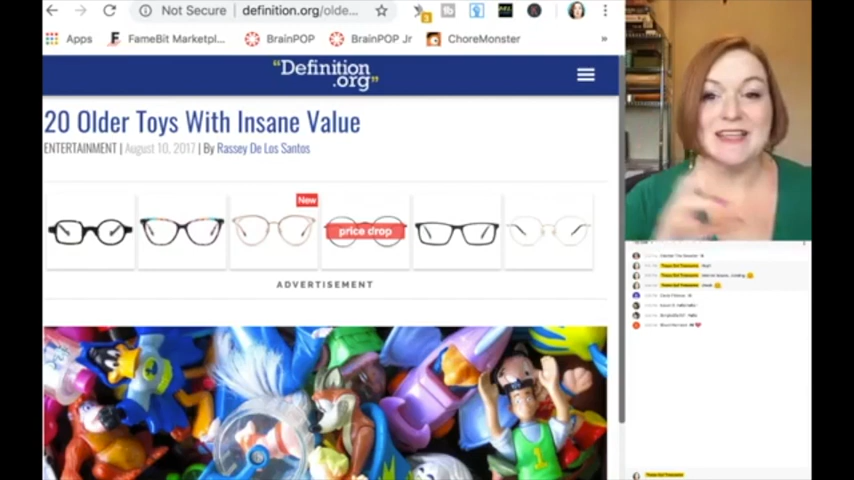 Not Secure | definition.org/olde...
Apps
FameBit Marketpl...
BrainPOP
BrainPOP Jr
ChoreMonster
»
"Definition
.org"
20 Older Toys With Insane Value
ENTERTAINMENT | August 10, 2017 | By Rassey De Los Santos
New
price drop
ADVERTISEMENT
1